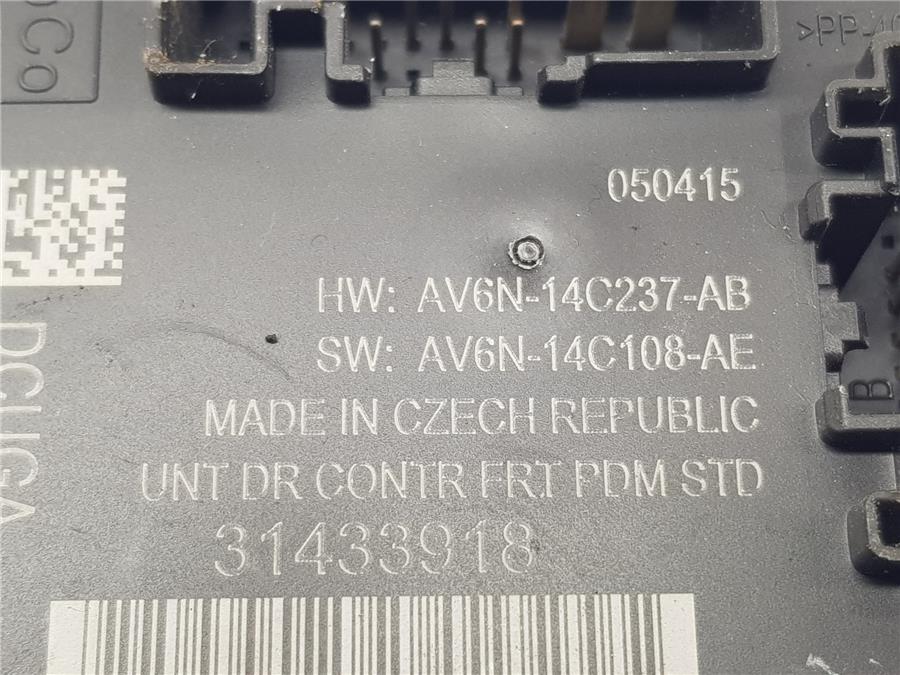 >PP-
050415
HW: AV6N-14C237-AB
SW: AV6N-14C108-AE
MADE IN CZECH REPUBLIC
UNT DR CONTR FRT PDM STD
31433918
B